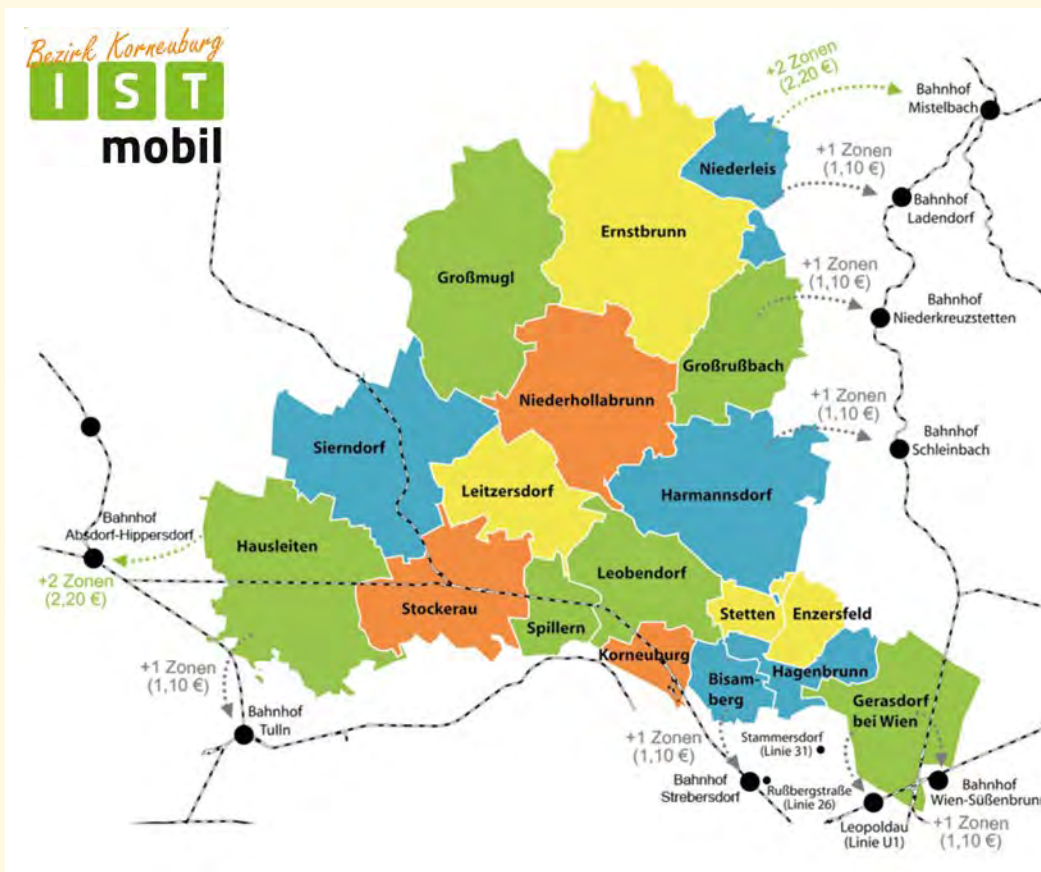 Bezirk Korneuburg
IST
mobil
+2 Zonen
(2,20 €)
Bahnhof
Mistelbach
Niederleis
+1 Zonen
(1,10 €)
Bahnhof
Ladendorf
Ernstbrunn
Großmugl
+1 Zonen
(1,10 €)
Bahnhof
Niederkreuzstetten
Großrußbach
Niederhollabrunn
+1 Zonen
(1,10 €)
Bahnhof
Schleinbach
Sierndorf
Leitzersdorf
Harmannsdorf
Bahnhof
Absdorf-Hippersdorf
Hausleiten
+2 Zonen
(2,20 €)
Leobendorf
Stockerau
Spillern
Stetten
Enzersfeld
Korneuburg
Bisam-
berg
Hagenbrunn
+1 Zonen
(1,10 €)
Gerasdorf
bei Wien
Bahnhof
Tulln
+1 Zonen
(1,10 €)
Stammersdorf
(Linie 31)
Bahnhof
Strebersdorf
Rußbergstraße
(Linie 26)
Bahnhof
Wien-Süßenbrunn
Leopoldau
(Linie U1)
+1 Zonen
(1,10 €)